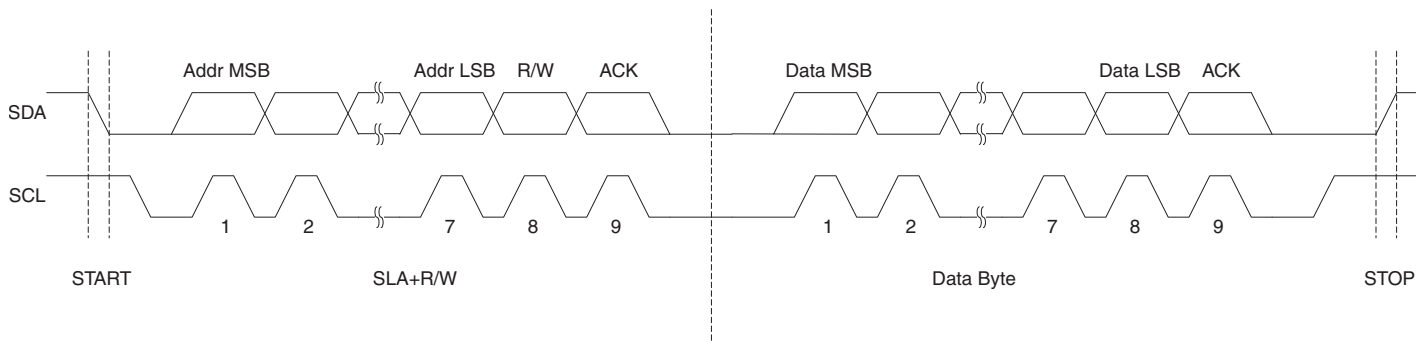 Addr MSB Addr LSB R/W ACK Data MSB Data LSB ACK
SDA
SCL
1 2 7 8 9 1 2 7 8 9
START SLA+R/W Data Byte STOP